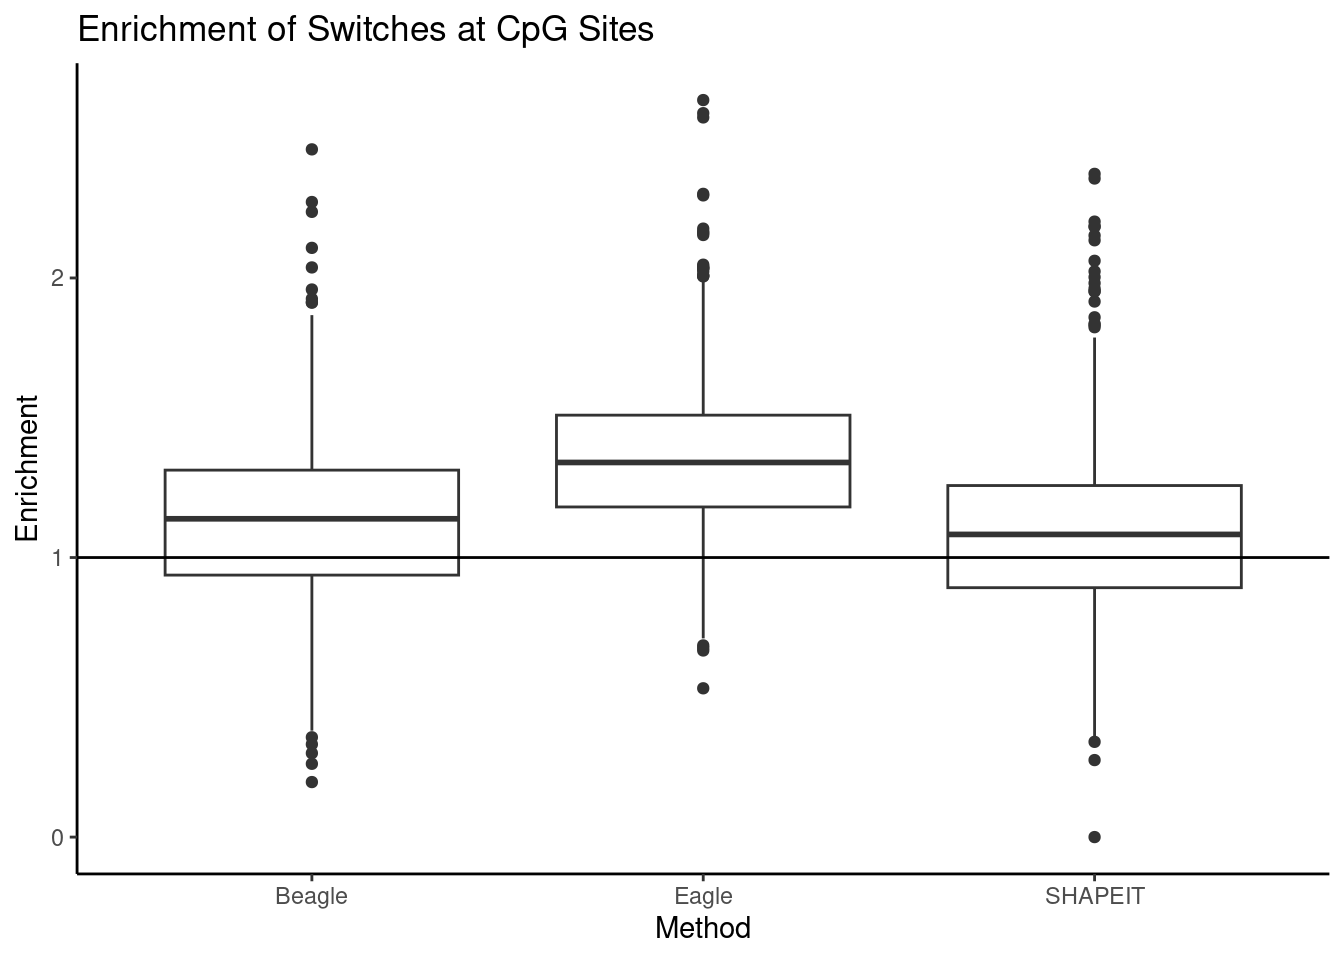 Enrichment of Switches at CpG Sites
Enrichment
2
1
0
Beagle Eagle SHAPEIT
Method